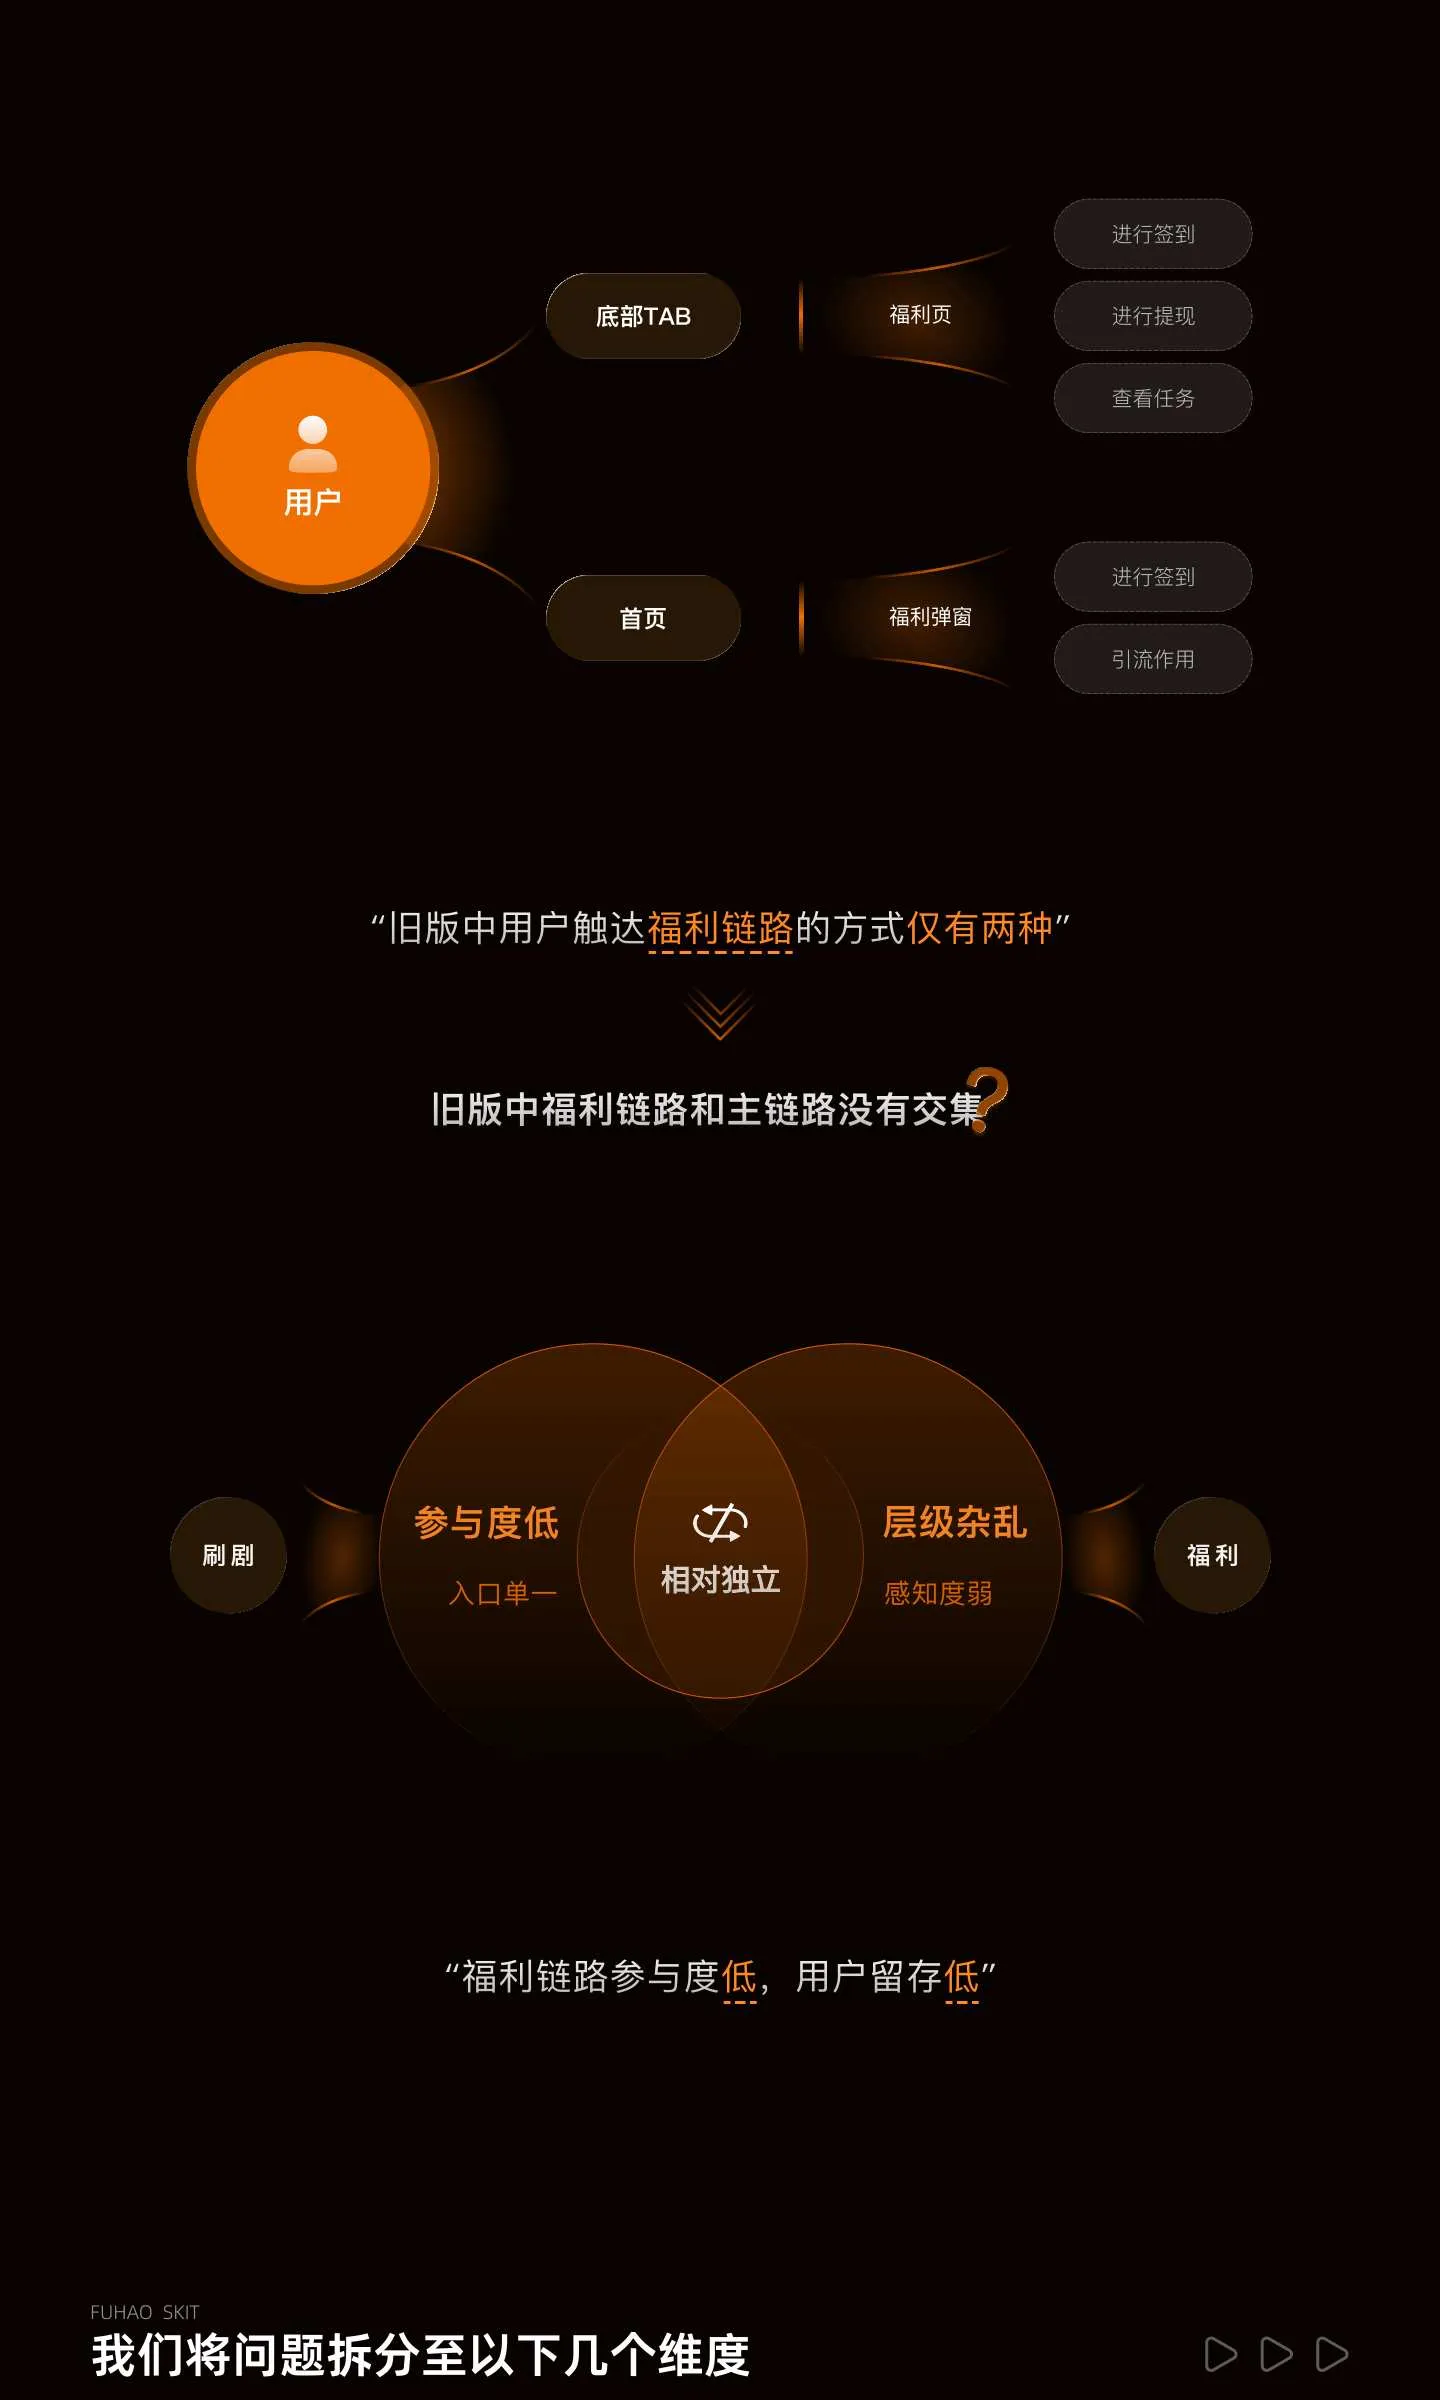 用户
底部TAB
福利页
进行签到
进行提现
查看任务
首页
福利弹窗
进行签到
引流作用
“旧版中用户触达福利链路的方式仅有两种”
旧版中福利链路和主链路没有交集?
刷剧
参与度低
入口单一
相对独立
层级杂乱
感知度弱
福利
“福利链路参与度低，用户留存低”
FUHAO SKIT
我们将问题拆分至以下几个维度